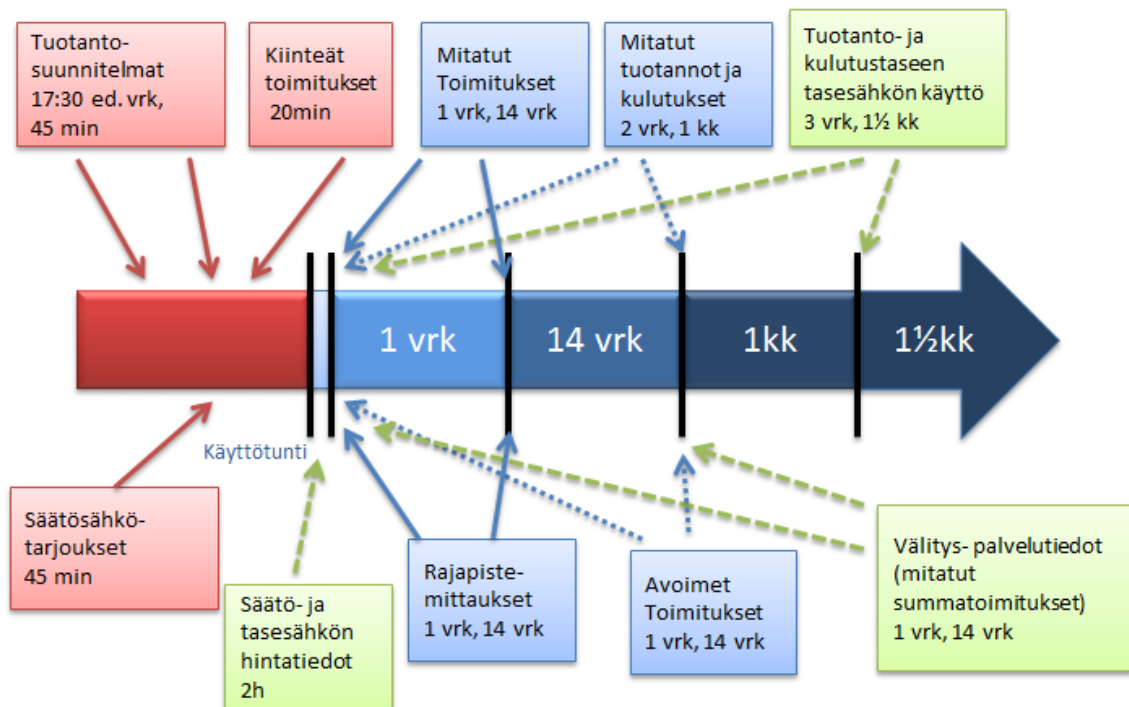 Tuotanto-
suunnitelmat
17:30 ed. vrk,
45 min
Kiinteät
toimitukset
20min
Mitatut
Toimitukset
1 vrk, 14 vrk
Mitatut
tuotannot ja
kulutukset
2 vrk, 1 kk
Tuotanto- ja
kulutustaseen
tasesähkön käyttö
3 vrk, 1½ kk
1 vrk
14 vrk
1kk
1½kk
Käyttötunti
Säätösähkö-
tarjoukset
45 min
Säätö- ja
tasesähkön
hintatiedot
2h
Rajapiste-
mittaukset
1 vrk, 14 vrk
Avoimet
Toimitukset
1 vrk, 14 vrk
Välitys- palvelutiedot
(mitatut
summatoimitukset)
1 vrk, 14 vrk